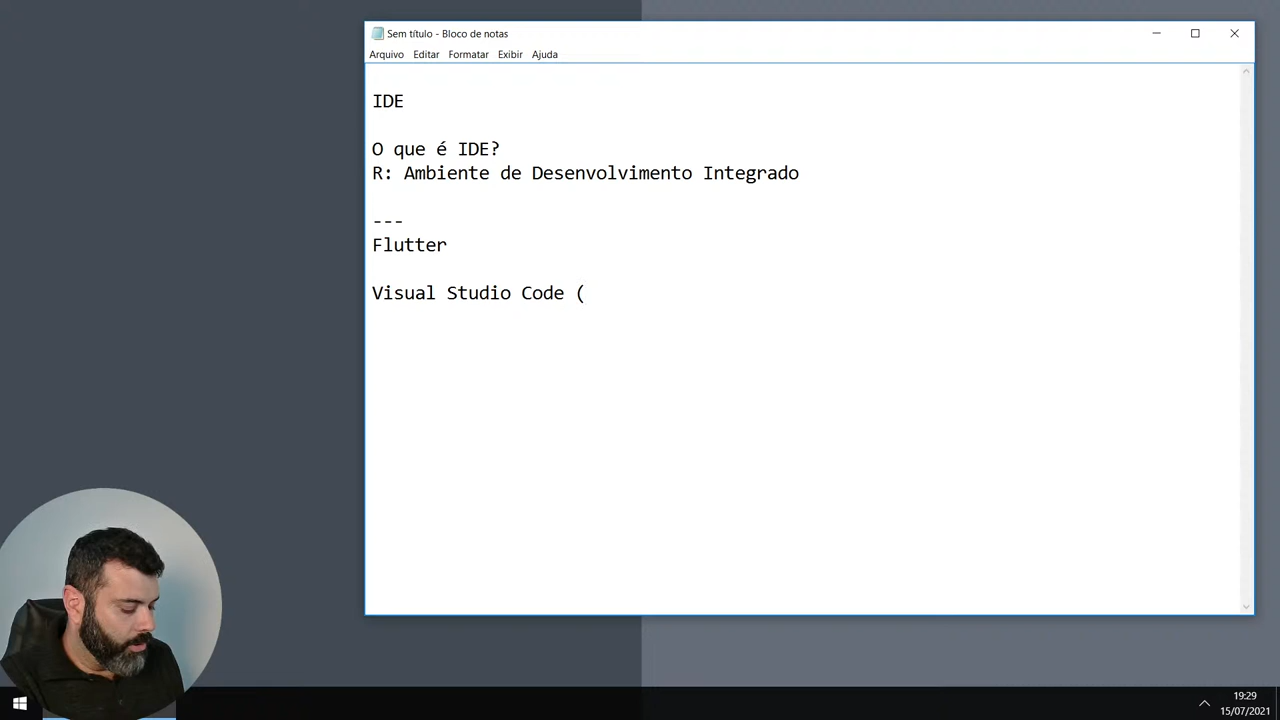 Sem título - Bloco de notas
Arquivo Editar Formatar Exibir Ajuda
IDE
O que é IDE?
R: Ambiente de Desenvolvimento Integrado
---
Flutter
Visual Studio Code (
19:29
15/07/2021